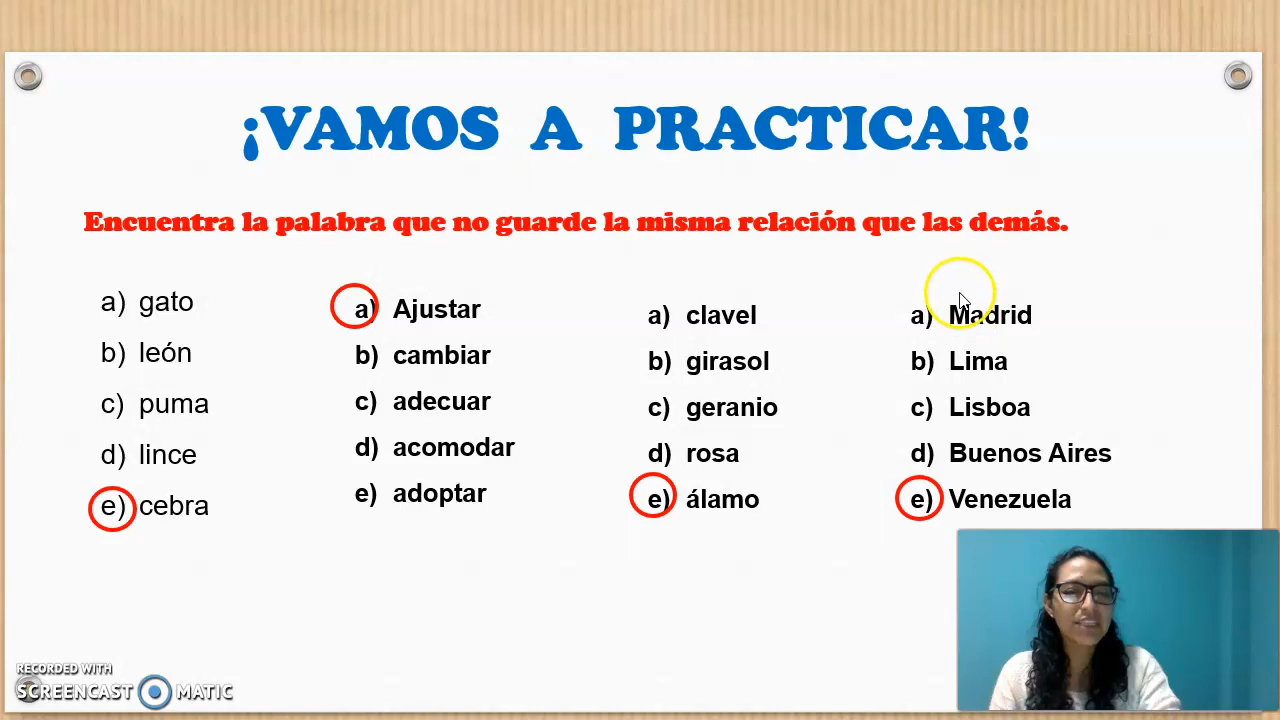 ¡VAMOS A PRACTICAR!
Encuentra la palabra que no guarde la misma relación que las demás.
a) gato
b) león
c) puma
d) lince
e) cebra
a) Ajustar
b) cambiar
c) adecuar
d) acomodar
e) adoptar
a) clavel
b) girasol
c) geranio
d) rosa
e) álamo
a) Madrid
b) Lima
c) Lisboa
d) Buenos Aires
e) Venezuela
RECORDED WITH
SCREENCAST MATIC